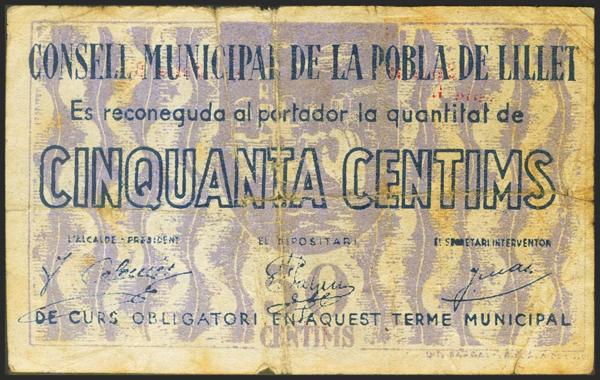 CONSELL MUNICIPAL DE LA POBLA DE LILLET
Es reconeguda al portador la quantitat de
CINQUANTA CENTIMS
L'ALCALDE - PRESIDENT EL DIPOSITARI EL SECRETARI INTERVENTOR
DE CURS OBLIGATORI EN AQUEST TERME MUNICIPAL
CENTIMS